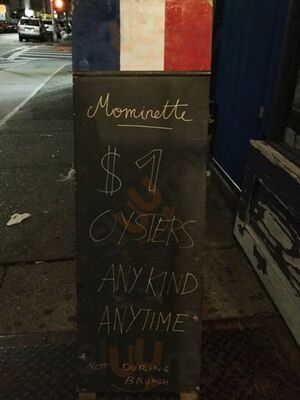 Mominette
$1
OYSTERS
ANY KIND
ANYTIME
NOT DURING
BRUNCH